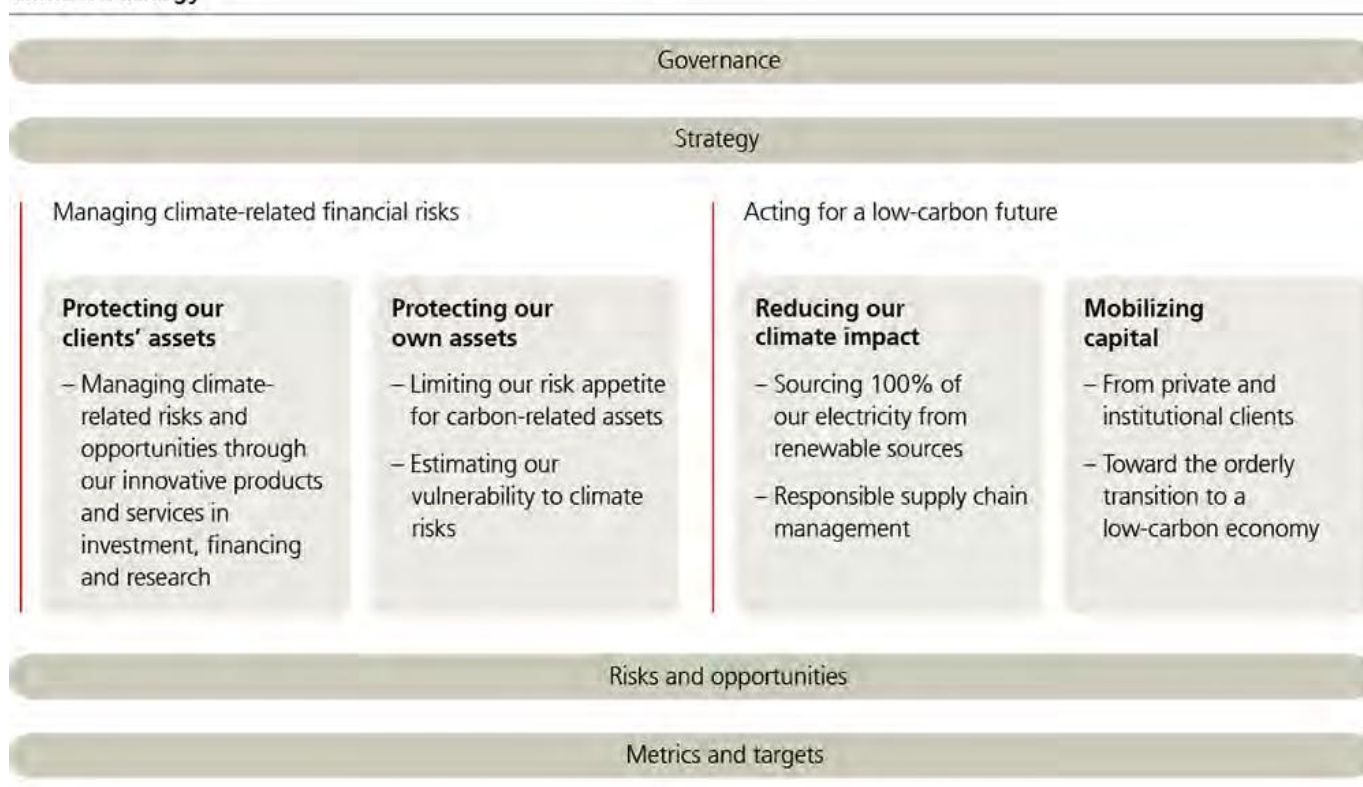 Governance
Strategy
Managing climate-related financial risks
Protecting our
clients’ assets
– Managing climate-
related risks and
opportunities through
our innovative products
and services in
investment, financing
and research
Protecting our
own assets
– Limiting our risk appetite
for carbon-related assets
– Estimating our
vulnerability to climate
risks
Acting for a low-carbon future
Reducing our
climate impact
– Sourcing 100% of
our electricity from
renewable sources
– Responsible supply chain
management
Mobilizing
capital
– From private and
institutional clients
– Toward the orderly
transition to a
low-carbon economy
Risks and opportunities
Metrics and targets